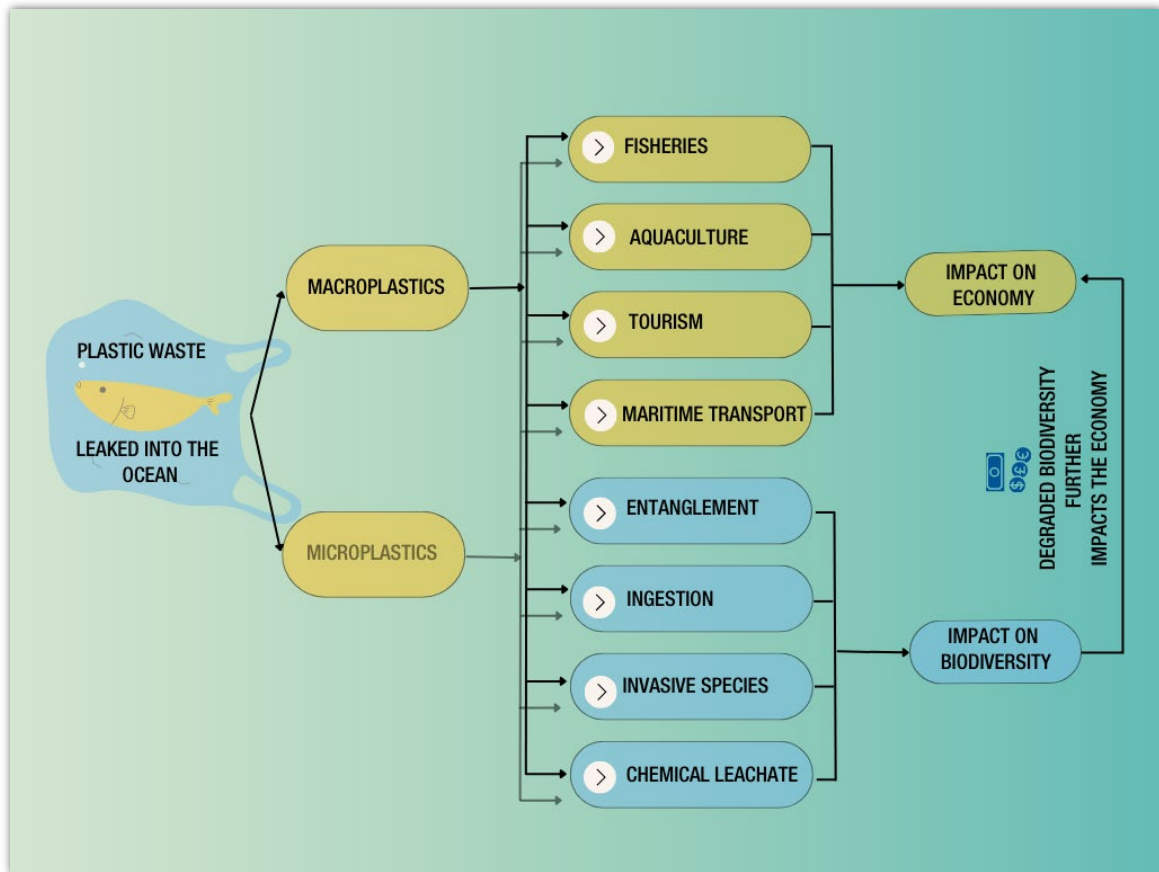 PLASTIC WASTE
LEAKED INTO THE
OCEAN
MACROPLASTICS
MICROPLASTICS
FISHERIES
AQUACULTURE
TOURISM
MARITIME TRANSPORT
ENTANGLEMENT
INGESTION
INVASIVE SPECIES
CHEMICAL LEACHATE
IMPACT ON
ECONOMY
IMPACT ON
BIODIVERSITY
DEGRADED BIODIVERSITY
FURTHER
IMPACTS THE ECONOMY